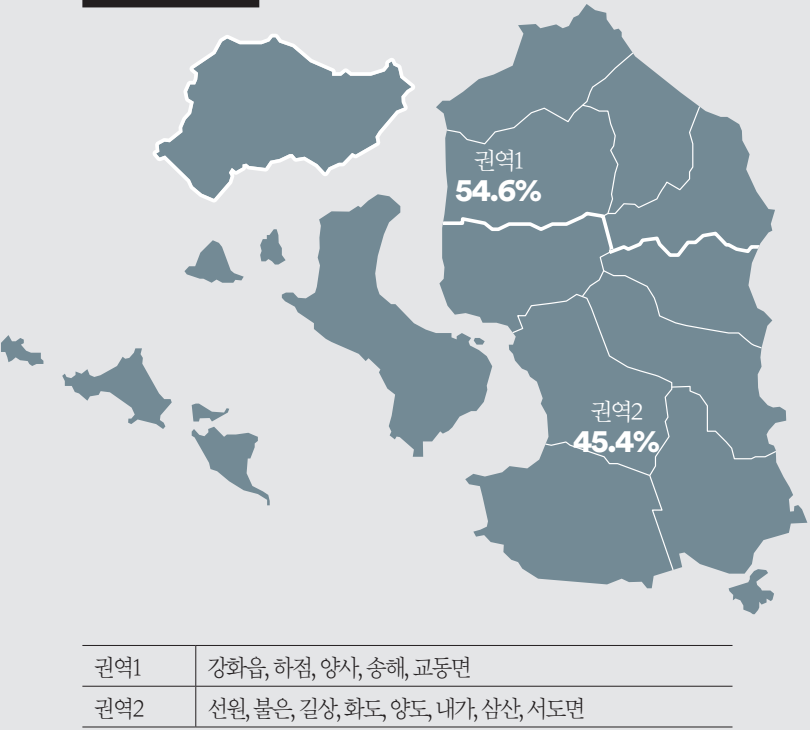 권역1
54.6%
권역2
45.4%
권역1 강화읍, 하점, 양사, 송해, 교동면
권역2 선원, 불은, 길상, 화도, 양도, 내가, 삼산, 서도면